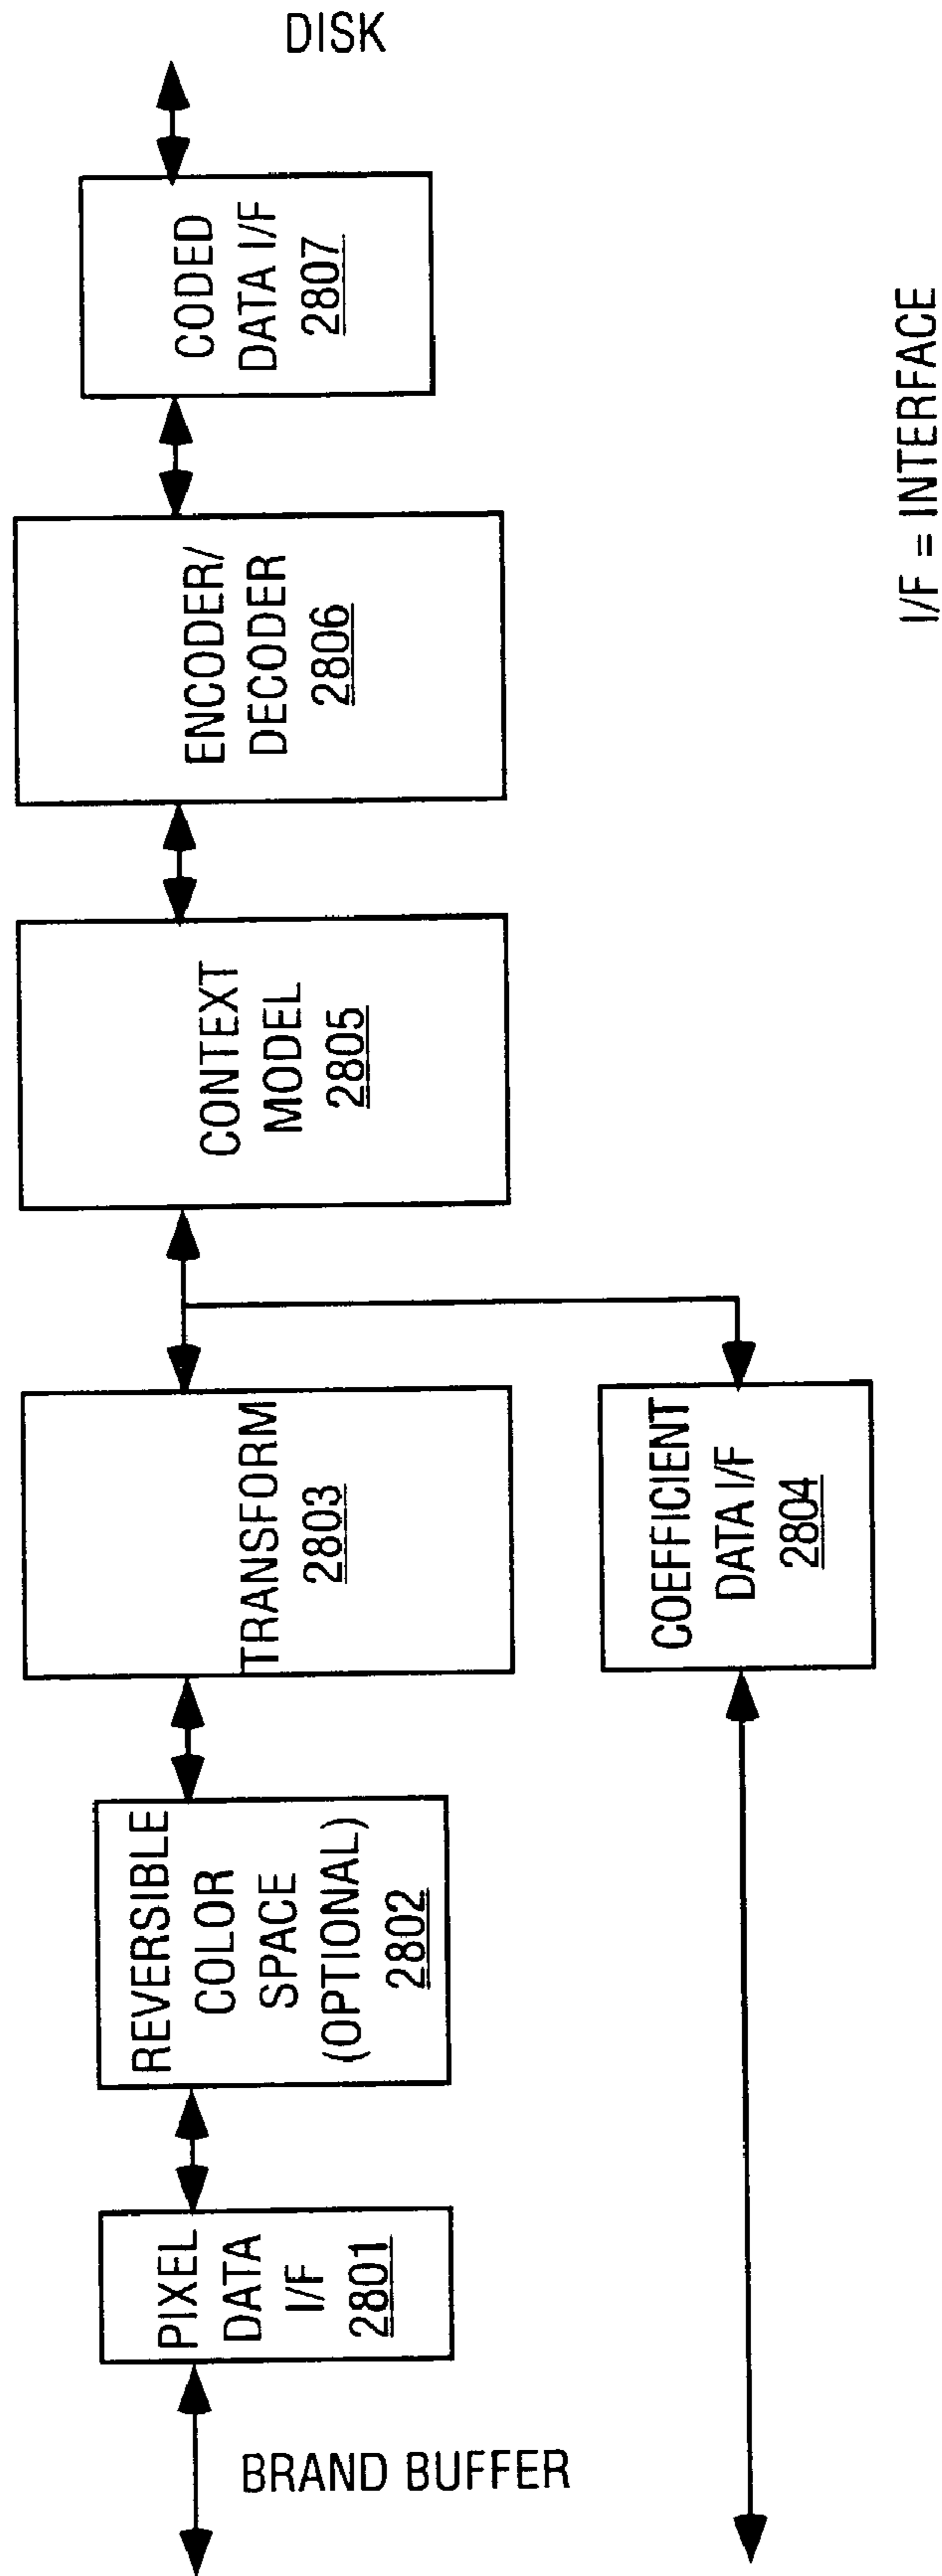 BRAND BUFFER
PIXEL
DATA
I/F
2801
REVERSIBLE
COLOR
SPACE
(OPTIONAL)
2802
TRANSFORM
2803
COEFFICIENT
DATA I/F
2804
CONTEXT
MODEL
2805
ENCODER/
DECODER
2806
CODED
DATA I/F
2807
DISK
I/F = INTERFACE